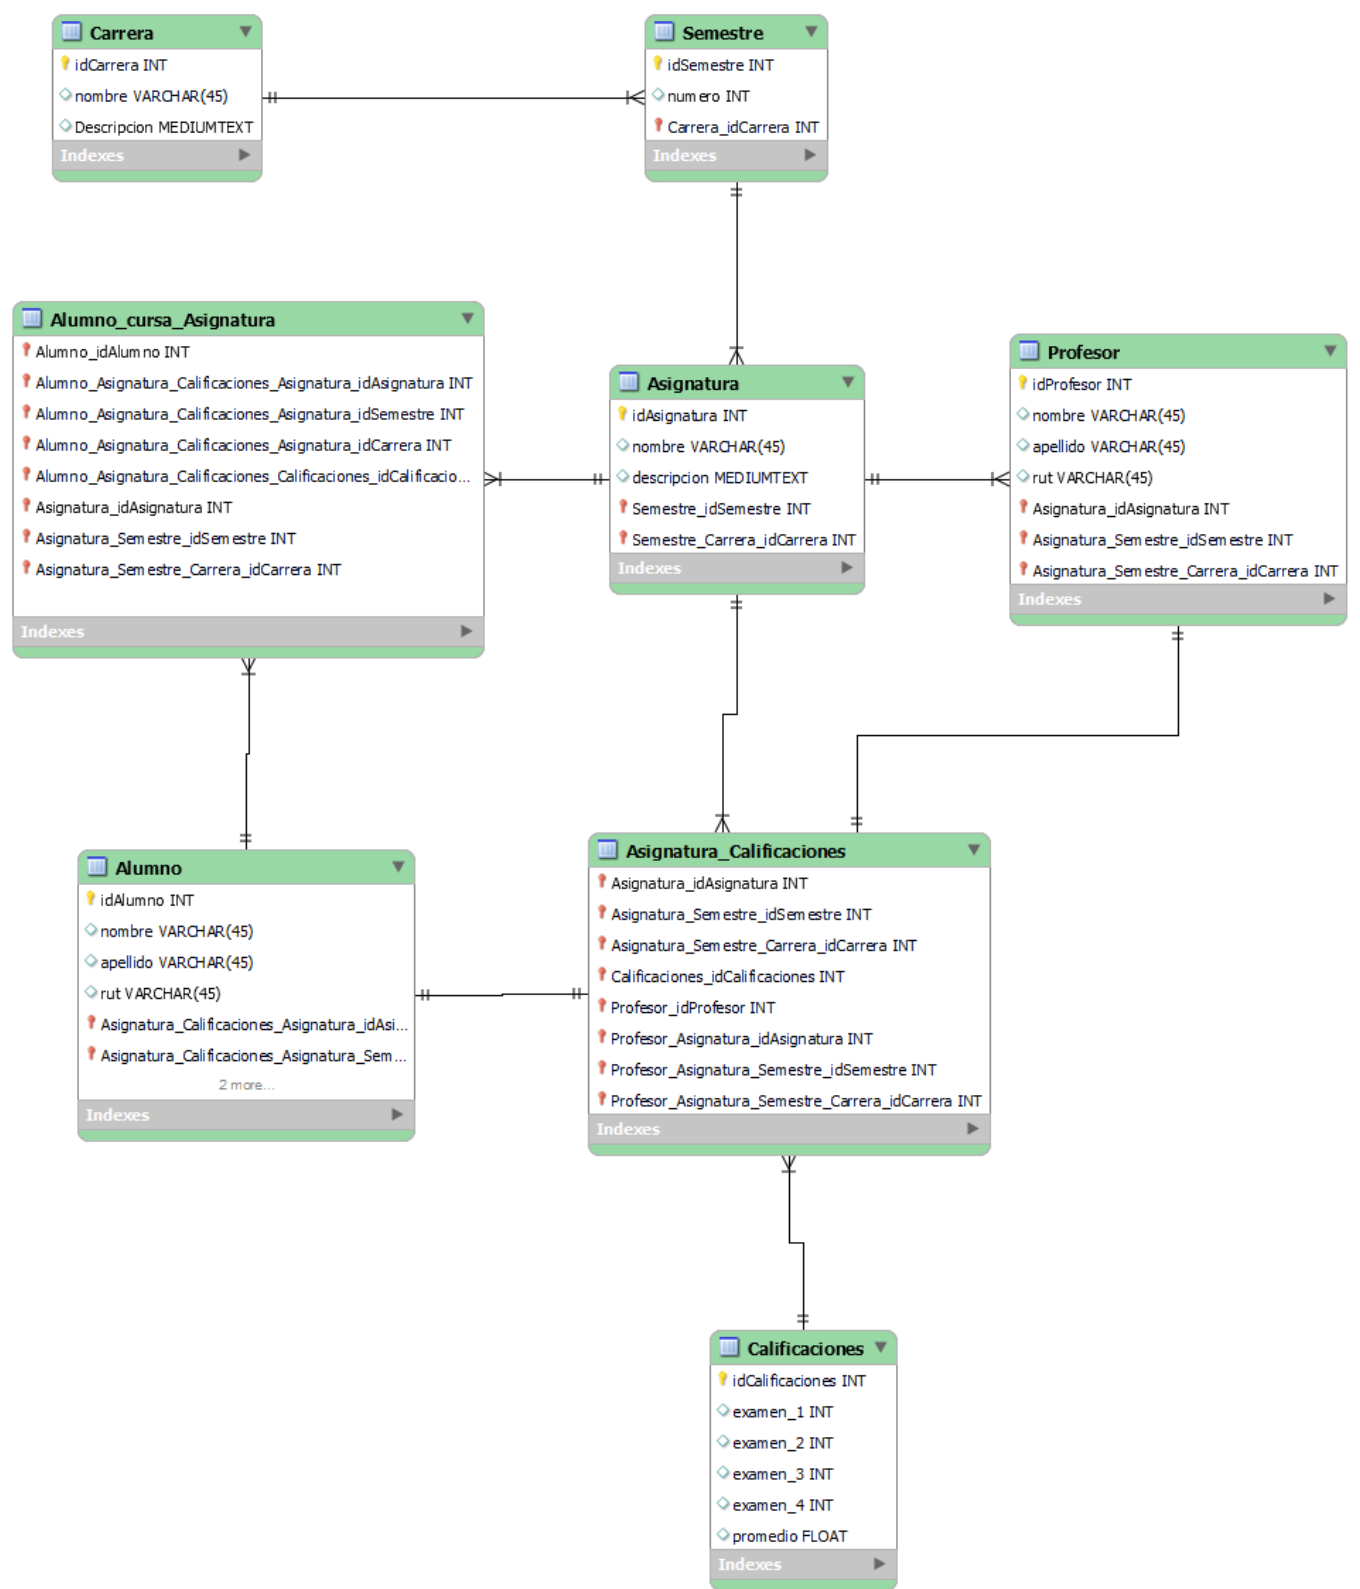 Carrera
idCarrera INT
nombre VARCHAR(45)
Descripcion MEDIUMTEXT
Indexes
Semestre
idSemestre INT
numero INT
Carrera_idCarrera INT
Indexes
Alumno_cursa_Asignatura
Alumno_idAlumno INT
Alumno_Asignatura_Calificaciones_Asignatura_idAsignatura INT
Alumno_Asignatura_Calificaciones_Asignatura_idSemestre INT
Alumno_Asignatura_Calificaciones_Asignatura_idCarrera INT
Alumno_Asignatura_Calificaciones_Calificaciones_idCalificacio...
Asignatura_idAsignatura INT
Asignatura_Semestre_idSemestre INT
Asignatura_Semestre_Carrera_idCarrera INT
Indexes
Asignatura
idAsignatura INT
nombre VARCHAR(45)
descripcion MEDIUMTEXT
Semestre_idSemestre INT
Semestre_Carrera_idCarrera INT
Indexes
Profesor
idProfesor INT
nombre VARCHAR(45)
apellido VARCHAR(45)
rut VARCHAR(45)
Asignatura_idAsignatura INT
Asignatura_Semestre_idSemestre INT
Asignatura_Semestre_Carrera_idCarrera INT
Indexes
Alumno
idAlumno INT
nombre VARCHAR(45)
apellido VARCHAR(45)
rut VARCHAR(45)
Asignatura_Calificaciones_Asignatura_idAsi...
Asignatura_Calificaciones_Asignatura_Sem...
2 more...
Indexes
Asignatura_Calificaciones
Asignatura_idAsignatura INT
Asignatura_Semestre_idSemestre INT
Asignatura_Semestre_Carrera_idCarrera INT
Calificaciones_idCalificaciones INT
Profesor_idProfesor INT
Profesor_Asignatura_idAsignatura INT
Profesor_Asignatura_Semestre_idSemestre INT
Profesor_Asignatura_Semestre_Carrera_idCarrera INT
Indexes
Calificaciones
idCalificaciones INT
examen_1 INT
examen_2 INT
examen_3 INT
examen_4 INT
promedio FLOAT
Indexes